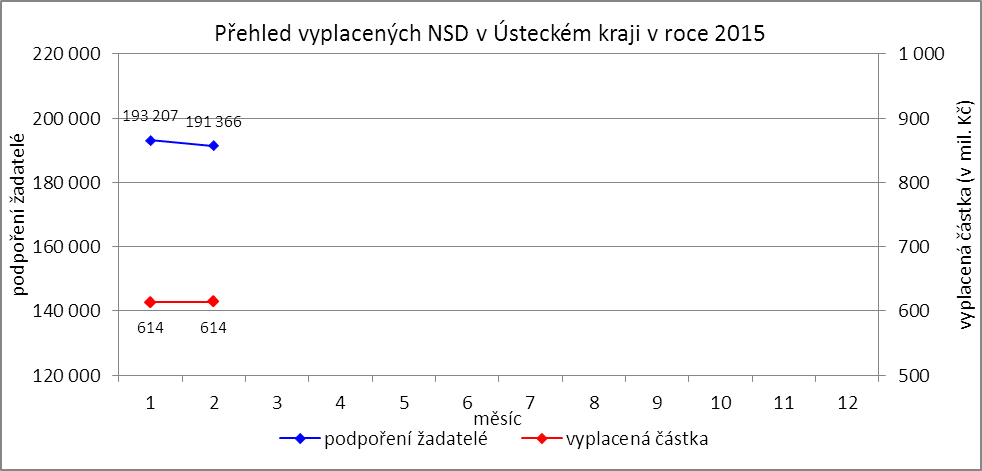 Přehled vyplacených NSD v Ústeckém kraji v roce 2015
220 000
200 000
180 000
160 000
140 000
120 000
podpoření žadatelé
193 207
191 366
614
614
1 000
900
800
700
600
500
vyplacená částka (v mil. Kč)
1 2 3 4 5 6 7 8 9 10 11 12
měsíc
podpoření žadatelé vyplacená částka